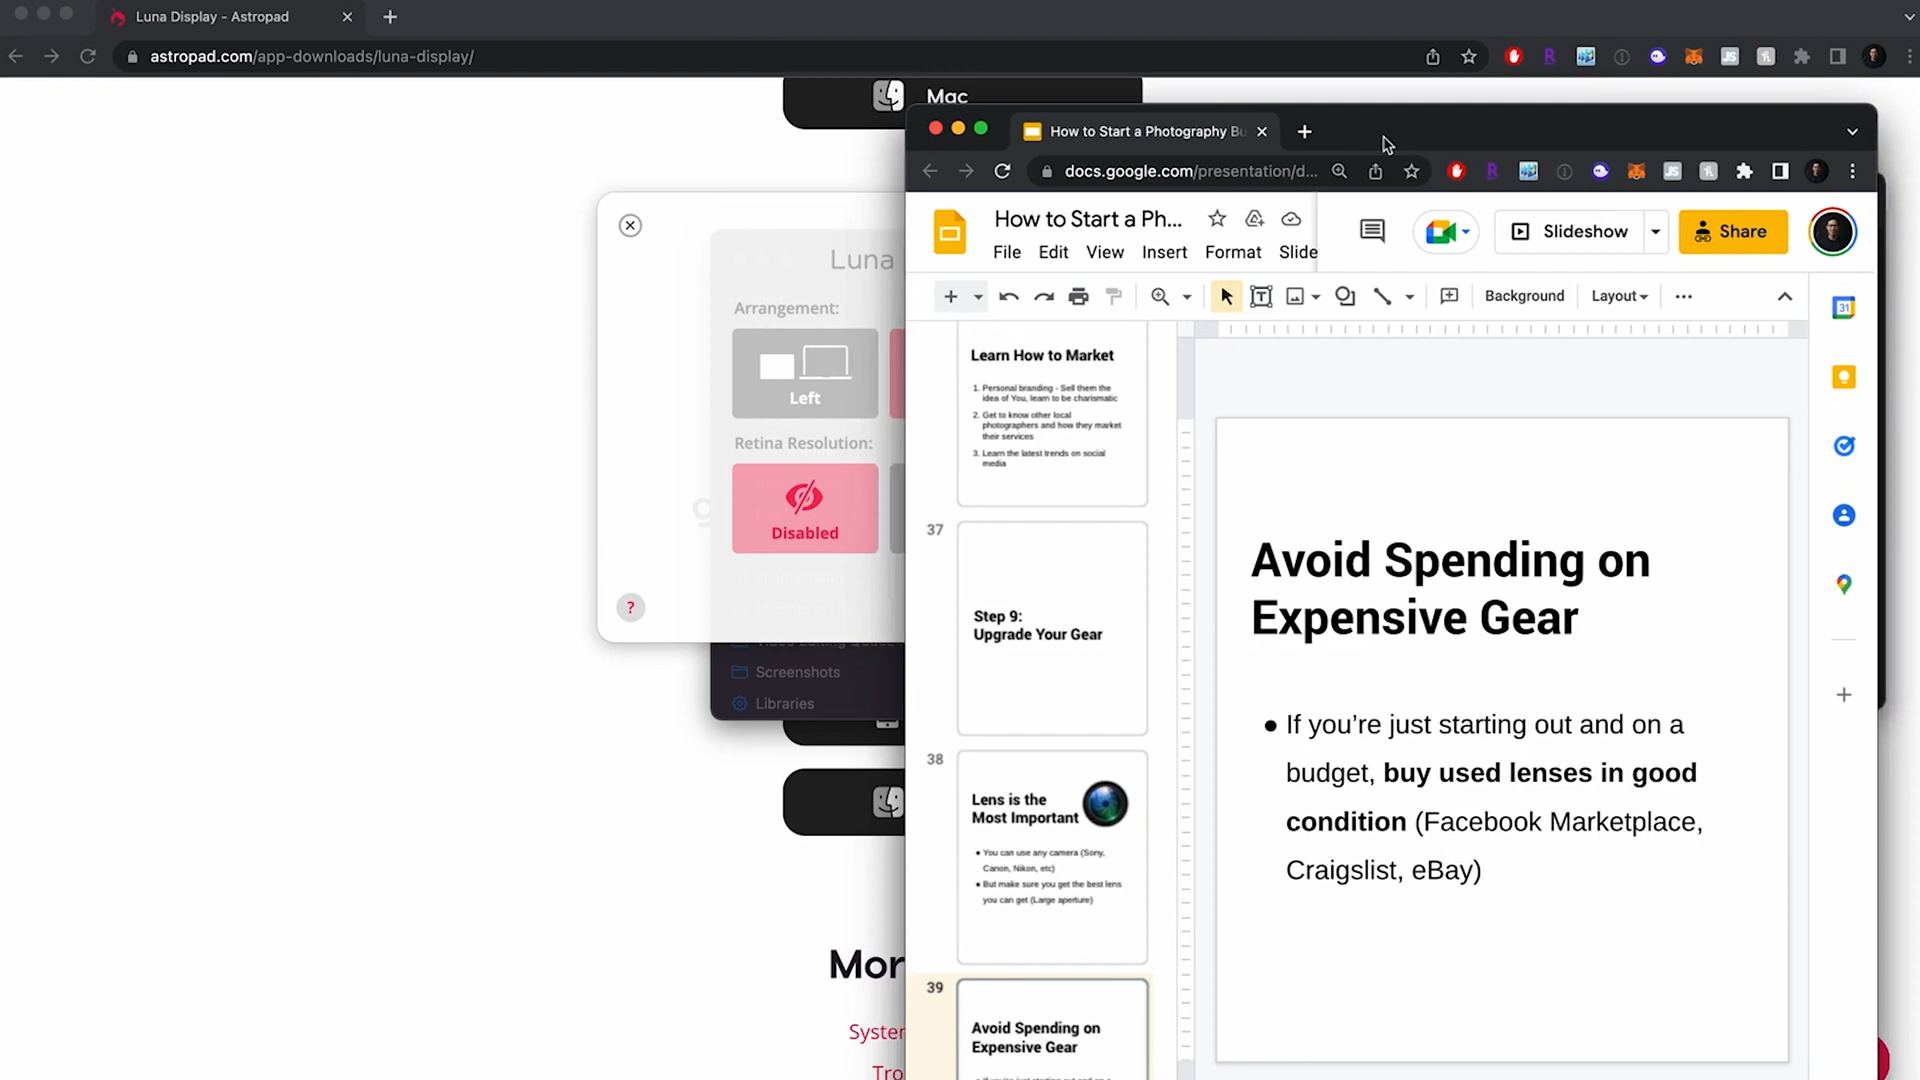 Luna Display - Astropad
astropad.com/app-downloads/luna-display/
Mac
How to Start a Photography Bu
docs.google.com/presentation/d...
How to Start a Ph...
File Edit View Insert Format Slide
Slideshow
Share
Background Layout
Luna
Arrangement:
Left
Retina Resolution:
Disabled
?
Screenshots
Libraries
Mor
System
Tro
Learn How to Market
1. Personal branding - Sell them the
idea of You, learn to be charismatic
2. Get to know other local
photographers and how they market
their services
3. Learn the latest trends on social
media
37
Step 9:
Upgrade Your Gear
38
Lens is the
Most Important
● You can use any camera (Sony,
Canon, Nikon, etc)
● But make sure you get the best lens
you can get (Large aperture)
39
Avoid Spending on
Expensive Gear
Avoid Spending on
Expensive Gear
● If you’re just starting out and on a
budget, buy used lenses in good
condition (Facebook Marketplace,
Craigslist, eBay)
31